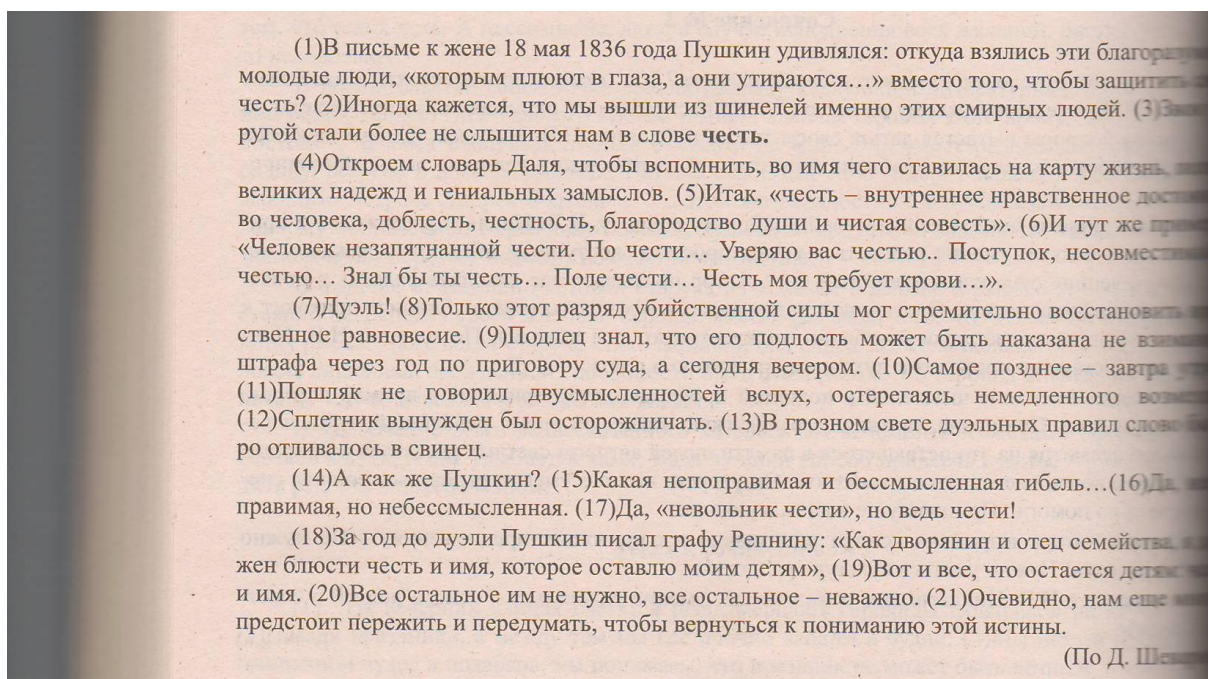 (1)В письме к жене 18 мая 1836 года Пушкин удивлялся: откуда взялись эти
молодые люди, «которым плюют в глаза, а они утираются…» вместо того, чтобы защитить
честь? (2)Иногда кажется, что мы вышли из шинелей именно этих смирных людей.
ругой стали более не слышится нам в слове честь.
(4)Откроем словарь Даля, чтобы вспомнить, во имя чего ставилась на карту жизнь,
великих надежд и гениальных замыслов. (5)Итак, «честь – внутреннее нравственное
во человека, доблесть, честность, благородство души и чистая совесть». (6)И тут же
«Человек незапятнанной чести. По чести… Уверяю вас честью.. Поступок,
честью… Знал бы ты честь… Поле чести… Честь моя требует крови…».
(7)Дуэль! (8)Только этот разряд убийственной силы мог стремительно восстановить
ственное равновесие. (9)Подлец знал, что его подлость может быть наказана не
штрафа через год по приговору суда, а сегодня вечером. (10)Самое позднее – завтра
(11)Пошляк не говорил двусмысленностей вслух, остерегаясь немедленного
(12)Сплетник вынужден был осторожничать. (13)В грозном свете дуэльных правил слово
ро отливалось в свинец.
(14)А как же Пушкин? (15)Какая непоправимая и бессмысленная гибель…(16)Да,
правимая, но небессмысленная. (17)Да, «невольник чести», но ведь чести!
(18)За год до дуэли Пушкин писал графу Репнину: «Как дворянин и отец семейства,
жен блюсти честь и имя, которое оставлю моим детям», (19)Вот и все, что остается детям
и имя. (20)Все остальное им не нужно, все остальное – неважно. (21)Очевидно, нам еще
предстоит пережить и передумать, чтобы вернуться к пониманию этой истины.
(По Д.